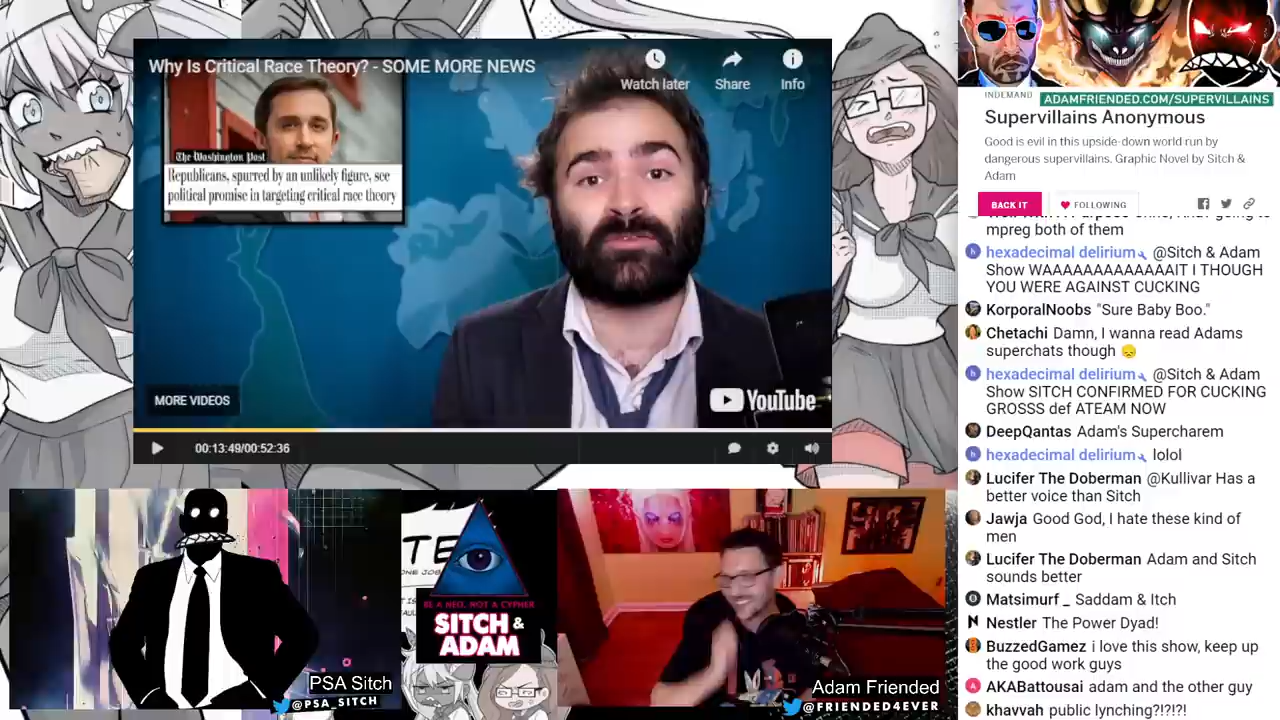 Why Is Critical Race Theory? - SOME MORE NEWS
Watch later
Share
Info
The Washington Post
Republicans, spurred by an unlikely figure, see
political promise in targeting critical race theory
MORE VIDEOS
YouTube
00:13:49/00:52:36
PSA Sitch
@PSA_SITCH
TE
ONE JOB
BE A NEO, NOT A CYPHER
SITCH &
ADAM
Adam Friended
@FRIENDED4EVER
INDEMAND
ADAMFRIENDED.COM/SUPERVILLAINS
Supervillains Anonymous
Good is evil in this upside-down world run by
dangerous supervillains. Graphic Novel by Sitch &
Adam
BACK IT
FOLLOWING
mpreg both of them
hexadecimal delirium @Sitch & Adam
Show WAAAAAAAAAAAAIT I THOUGH
YOU WERE AGAINST CUCKING
KorporalNoobs "Sure Baby Boo."
Chetachi Damn, I wanna read Adams
superchats though 😞
hexadecimal delirium @Sitch & Adam
Show SITCH CONFIRMED FOR CUCKING
GROSSS def ATEAM NOW
DeepQantas Adam's Supercharem
hexadecimal delirium lolol
Lucifer The Doberman @Kullivar Has a
better voice than Sitch
Jawja Good God, I hate these kind of
men
Lucifer The Doberman Adam and Sitch
sounds better
Matsimurf _ Saddam & Itch
Nestler The Power Dyad!
BuzzedGamez i love this show, keep up
the good work guys
AKABattousai adam and the other guy
khavvah public lynching?!?!?!